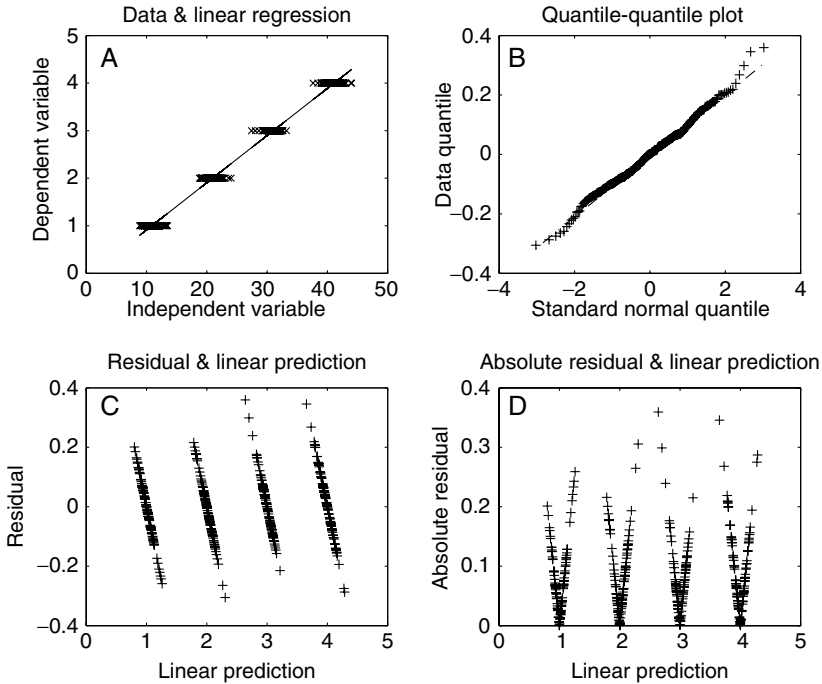 Data & linear regression
A
Dependent variable
5
4
3
2
1
0
0 10 20 30 40 50
Independent variable
Quantile-quantile plot
B
Data quantile
0.4
0.2
0
−0.2
−0.4
−4 −2 0 2 4
Standard normal quantile
Residual & linear prediction
C
Residual
0.4
0.2
0
−0.2
−0.4
0 1 2 3 4 5
Linear prediction
Absolute residual & linear prediction
D
Absolute residual
0.4
0.3
0.2
0.1
0
0 1 2 3 4 5
Linear prediction